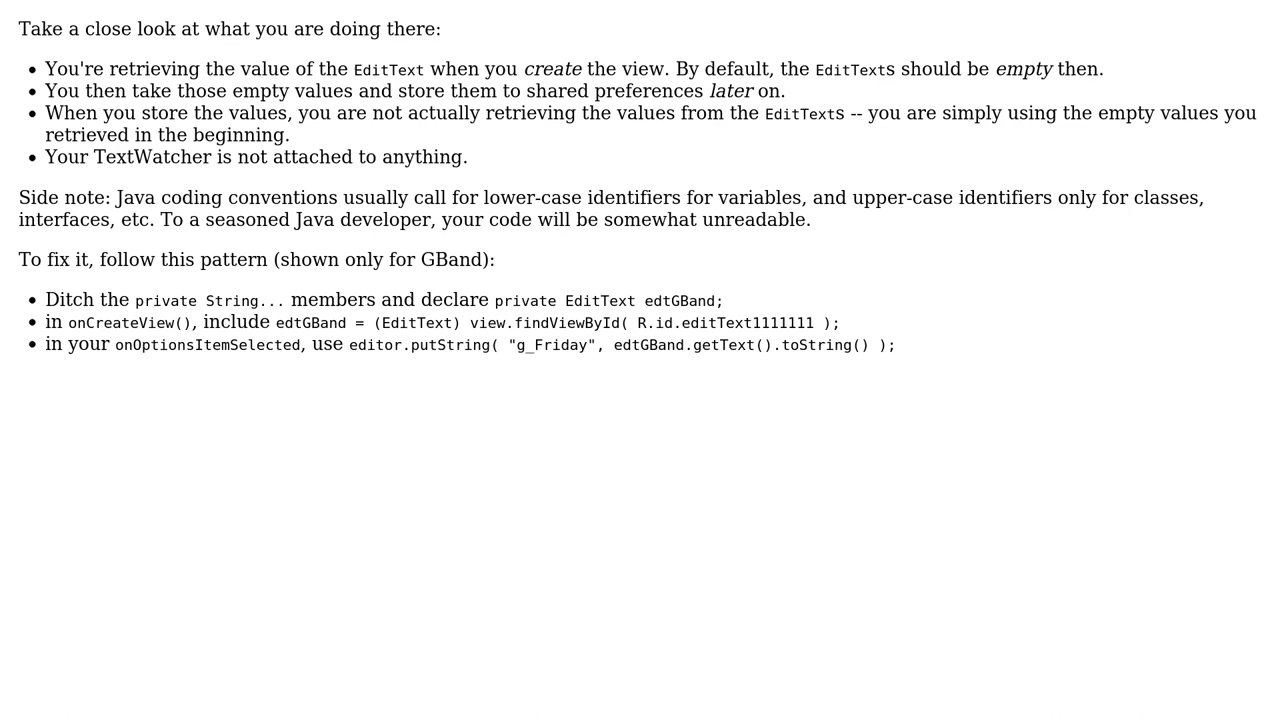 Take a close look at what you are doing there:
• You're retrieving the value of the EditText when you create the view. By default, the EditTexts should be empty then.
• You then take those empty values and store them to shared preferences later on.
• When you store the values, you are not actually retrieving the values from the EditTexts -- you are simply using the empty values you
retrieved in the beginning.
• Your TextWatcher is not attached to anything.
Side note: Java coding conventions usually call for lower-case identifiers for variables, and upper-case identifiers only for classes,
interfaces, etc. To a seasoned Java developer, your code will be somewhat unreadable.
To fix it, follow this pattern (shown only for GBand):
• Ditch the private String... members and declare private EditText edtGBand;
• in onCreateView(), include edtGBand = (EditText) view.findViewById( R.id.editText1111111 );
• in your onOptionsItemSelected, use editor.putString( "g_Friday", edtGBand.getText().toString() );